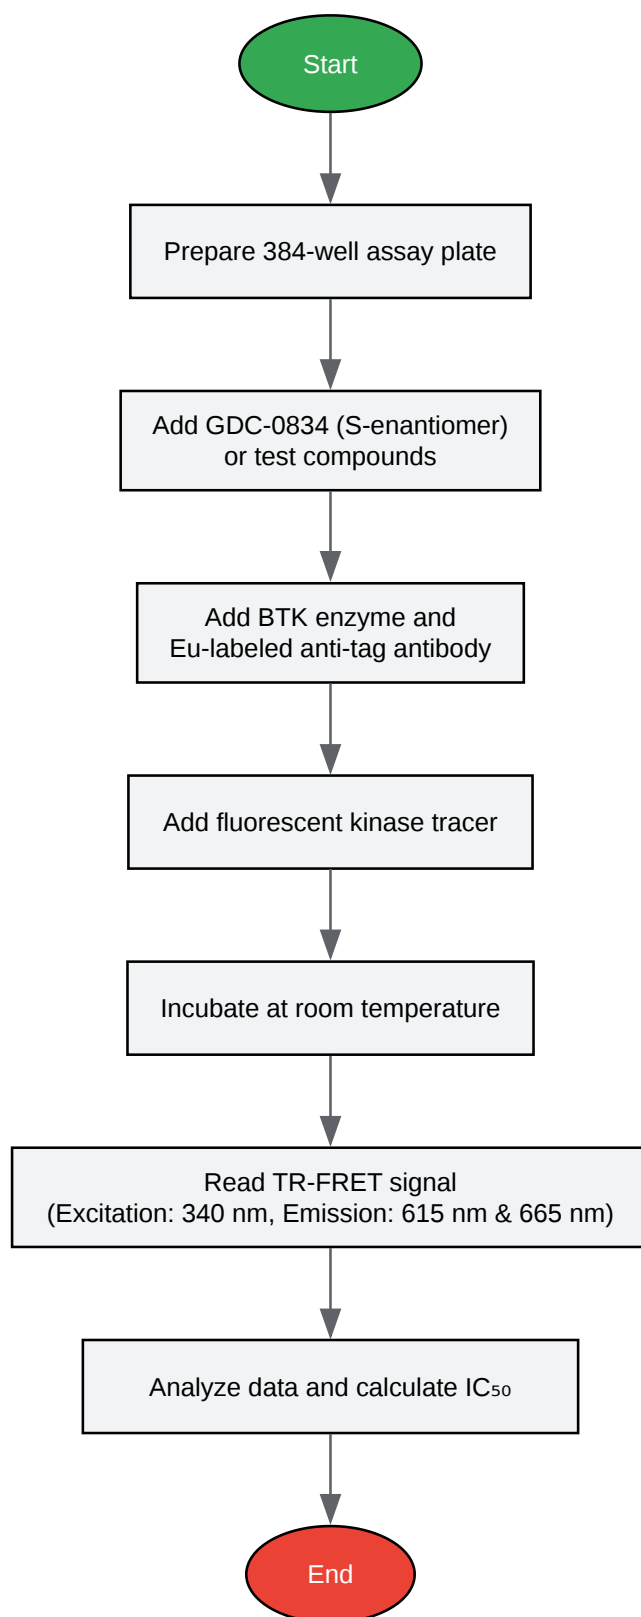 Start
Prepare 384-well assay plate
Add GDC-0834 (S-enantiomer)
or test compounds
Add BTK enzyme and
Eu-labeled anti-tag antibody
Add fluorescent kinase tracer
Incubate at room temperature
Read TR-FRET signal
(Excitation: 340 nm, Emission: 615 nm & 665 nm)
Analyze data and calculate IC₅₀
End